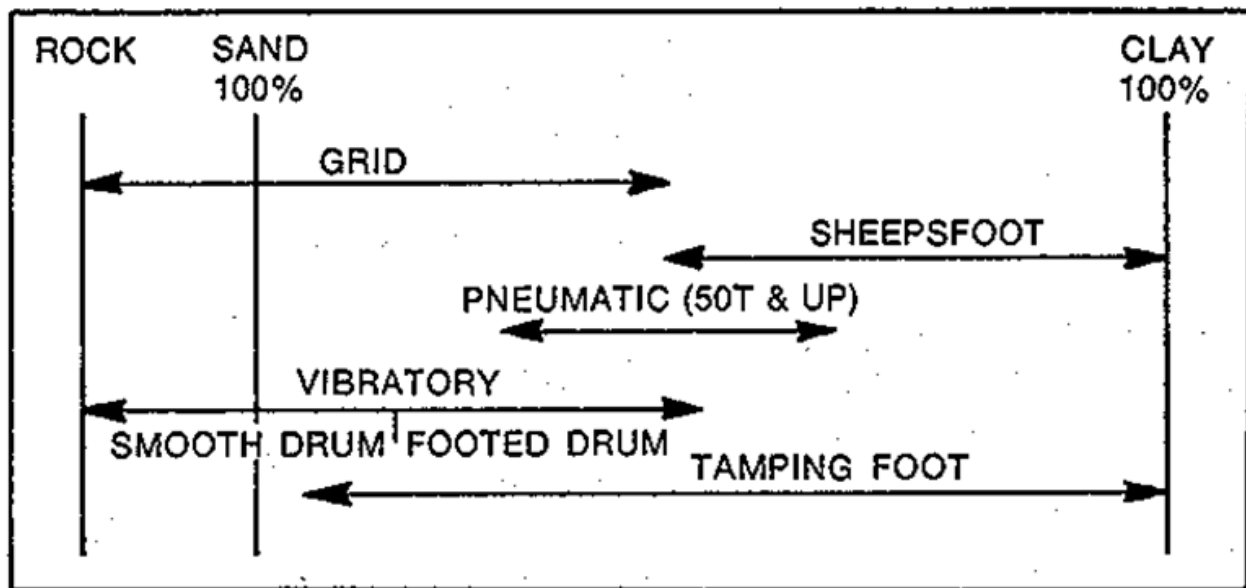 ROCK SAND CLAY
100% 100%
GRID
SHEEPSFOOT
PNEUMATIC (50T & UP)
VIBRATORY
SMOOTH DRUM FOOTED DRUM
TAMPING FOOT